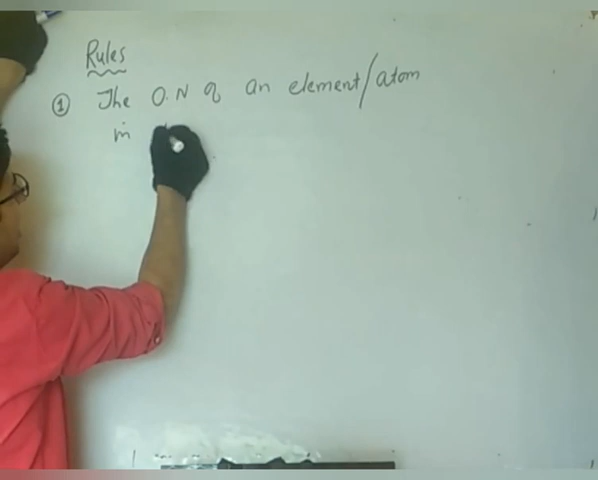 Rules
① The O.N of an element/atom
in